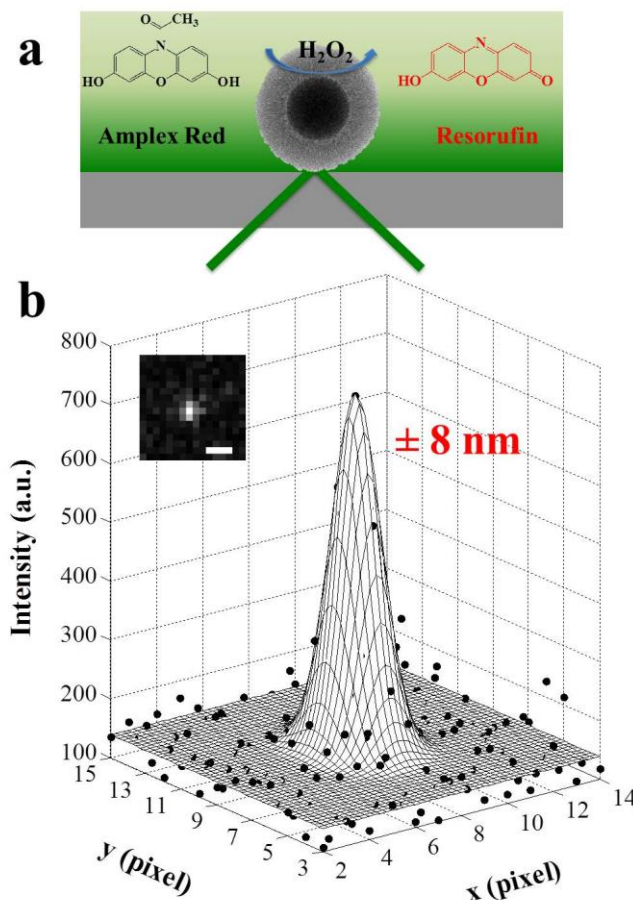 a
O CH₃
N
HO O OH
Amplex Red
H₂O₂
N
HO O O
Resorufin
b
± 8 nm
Intensity (a.u.)
800
700
600
500
400
300
200
100
15
13
11
9
7
5
3
y (pixel)
2
4
6
8
10
12
14
x (pixel)